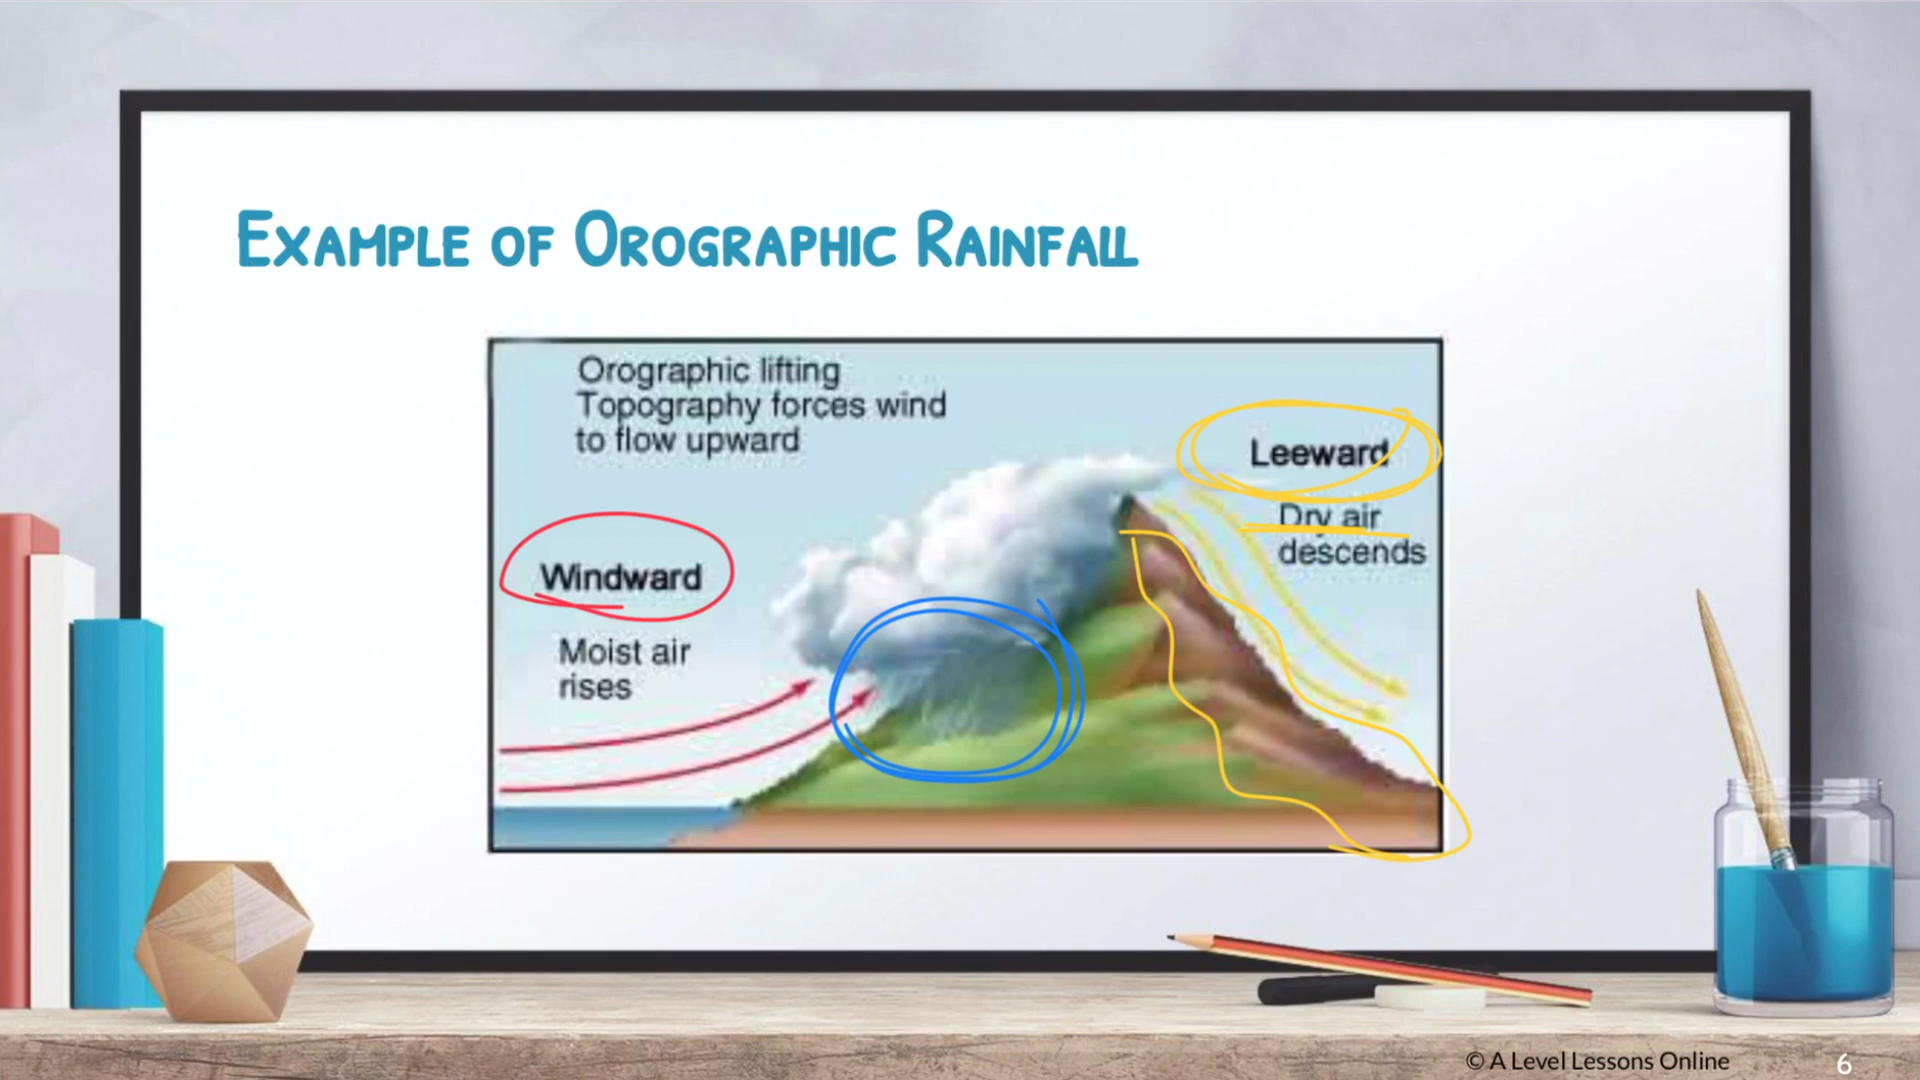 EXAMPLE OF OROGRAPHIC RAINFALL
Orographic lifting
Topography forces wind
to flow upward
Leeward
Dry air
descends
Windward
Moist air
rises
© A Level Lessons Online
6